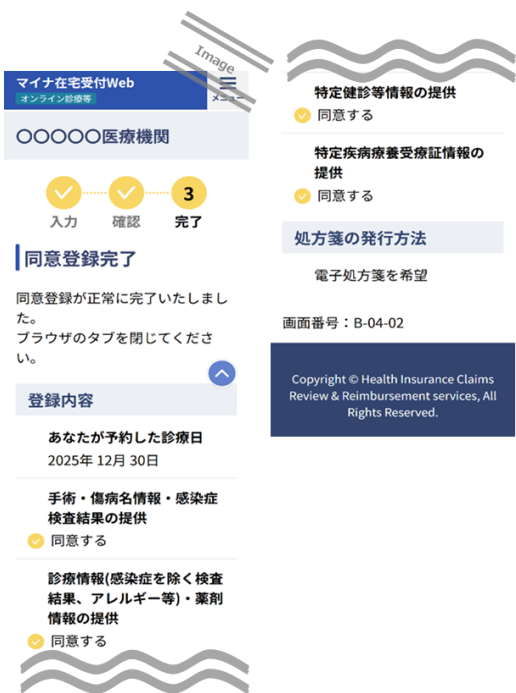 Image
マイナ在宅受付Web
オンライン診療等
メニュー
〇〇〇〇〇医療機関
3
入力 確認 完了
同意登録完了
同意登録が正常に完了いたしまし
た。
ブラウザのタブを閉じてくださ
い。
登録内容
あなたが予約した診療日
2025年 12月 30日
手術・傷病名情報・感染症
検査結果の提供
同意する
診療情報(感染症を除く検査
結果、アレルギー等)・薬剤
情報の提供
同意する
特定健診等情報の提供
同意する
特定疾病療養受療証情報の
提供
同意する
処方箋の発行方法
電子処方箋を希望
画面番号：B-04-02
Copyright © Health Insurance Claims
Review & Reimbursement services, All
Rights Reserved.